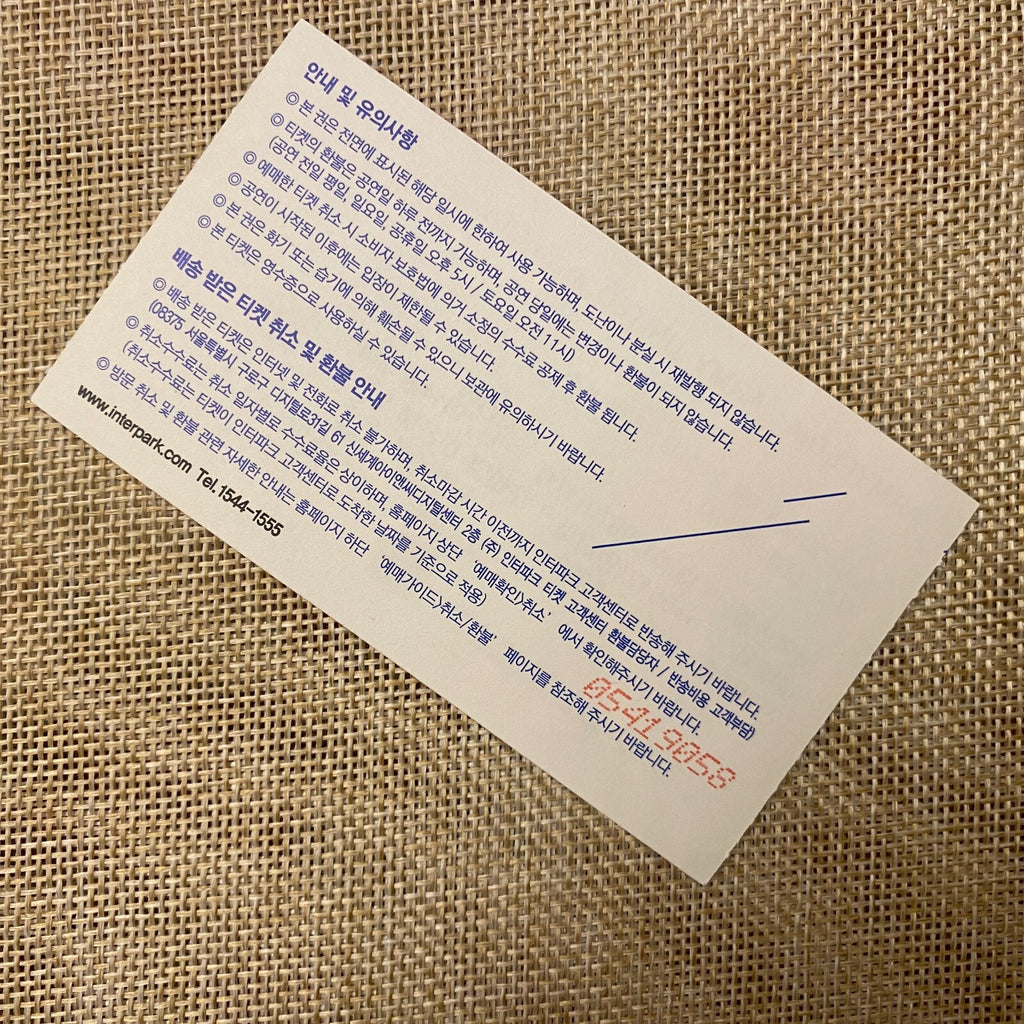 안내 및 유의사항
◎ 본 권은 전면에 표시된 해당 일시에 한하여 사용 가능하며, 도난이나 분실 시 재발행 되지 않습니다.
◎ 티켓의 환불은 공연일 하루 전까지 가능하며, 공연 당일에는 변경이나 환불이 되지 않습니다.
(공연 전일 평일, 일요일, 공휴일 오후 5시 / 토요일 오전 11시)
◎ 예매한 티켓 취소 시 소비자 보호법에 의거 소정의 수수료 공제 후 환불 됩니다.
◎ 공연이 시작된 이후에는 입장이 제한될 수 있습니다.
◎ 본 권은 화기 또는 습기에 의해 훼손될 수 있으니 보관에 유의하시기 바랍니다.
◎ 본 티켓은 영수증으로 사용하실 수 있습니다.
배송 받은 티켓 취소 및 환불 안내
◎ 배송 받은 티켓은 인터넷 및 전화로 취소 불가하며, 취소마감 시간 이전까지 인터파크 고객센터로 반송해 주시기 바랍니다.
(08375 서울특별시 구로구 디지털로31길 61 신세계아이앤씨디지털센터 2층 (주) 인터파크 티켓 고객센터 환불담당자 / 반송비용 고객부담)
◎ 취소수수료는 취소 일자별로 수수료율은 상이하며, 홈페이지 상단 '예매확인>취소' 에서 확인해주시기 바랍니다.
(취소수수료는 티켓이 인터파크 고객센터로 도착한 날짜를 기준으로 적용)
◎ 방문 취소 및 환불 관련 자세한 안내는 홈페이지 하단 '예매가이드>취소/환불' 페이지를 참조해 주시기 바랍니다.
www.interpark.com Tel. 1544-1555
05419058